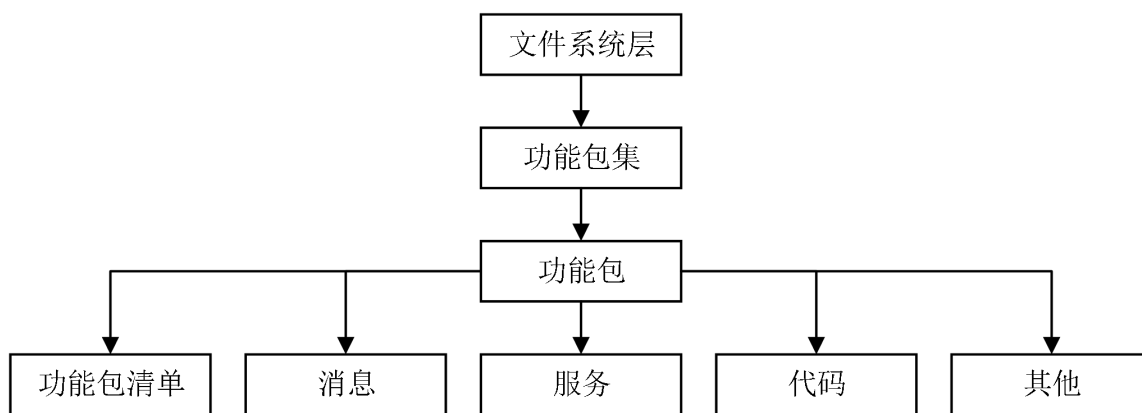 文件系统层
功能包集
功能包
功能包清单
消息
服务
代码
其他